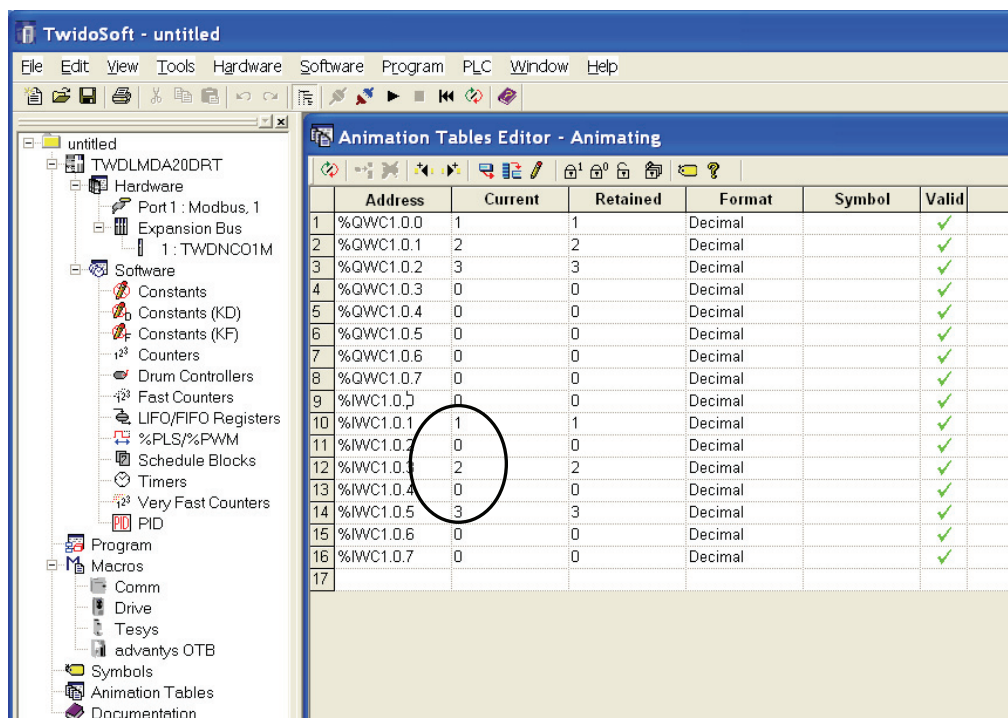 TwidoSoft - untitled
File Edit View Tools Hardware Software Program PLC Window Help
untitled
TWDLMDA20DRT
Hardware
Port 1 : Modbus, 1
Expansion Bus
1 : TWDNCO1M
Software
Constants
Constants (KD)
Constants (KF)
Counters
Drum Controllers
Fast Counters
LIFO/FIFO Registers
%PLS/%PWM
Schedule Blocks
Timers
Very Fast Counters
PID
Program
Macros
Comm
Drive
Tesys
advantys OTB
Symbols
Animation Tables
Documentation
Animation Tables Editor - Animating
Address Current Retained Format Symbol Valid
1 %QWC1.0.0 1 1 Decimal
2 %QWC1.0.1 2 2 Decimal
3 %QWC1.0.2 3 3 Decimal
4 %QWC1.0.3 0 0 Decimal
5 %QWC1.0.4 0 0 Decimal
6 %QWC1.0.5 0 0 Decimal
7 %QWC1.0.6 0 0 Decimal
8 %QWC1.0.7 0 0 Decimal
9 0 0 Decimal
10 %IWC1.0.1 1 1 Decimal
11 %IWC1.0.2 0 0 Decimal
12 %IWC1.0.3 2 2 Decimal
13 %IWC1.0.4 0 0 Decimal
14 %IWC1.0.5 3 3 Decimal
15 %IWC1.0.6 0 0 Decimal
16 %IWC1.0.7 0 0 Decimal
17